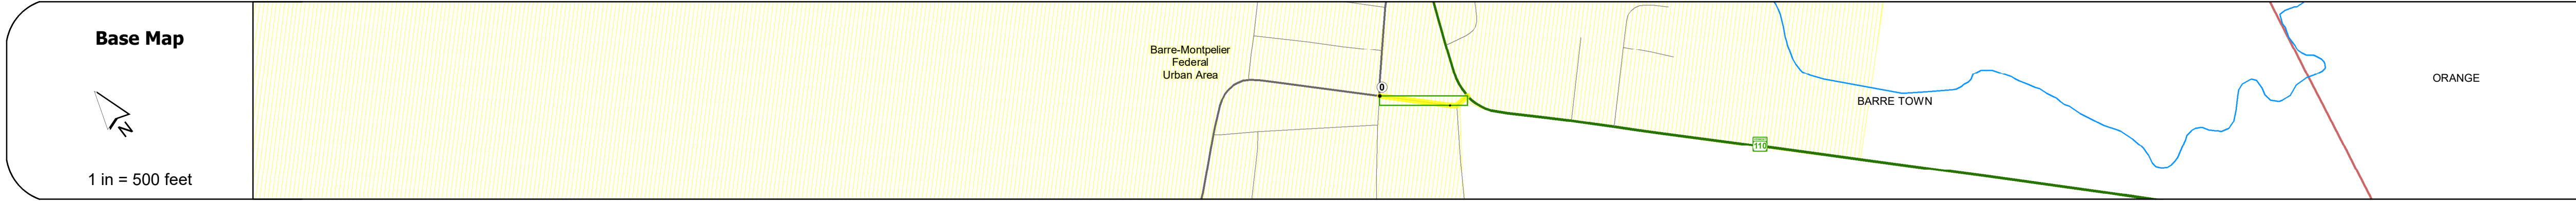 Base Map
N
1 in = 500 feet
Barre-Montpelier
Federal
Urban Area
0
110
BARRE TOWN
ORANGE